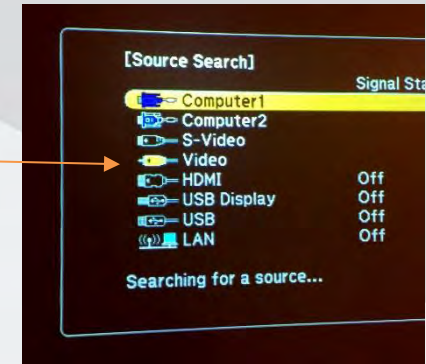 [Source Search]
Signal Sta
Computer1
Computer2
S-Video
Video
HDMI Off
USB Display Off
USB Off
LAN Off
Searching for a source...